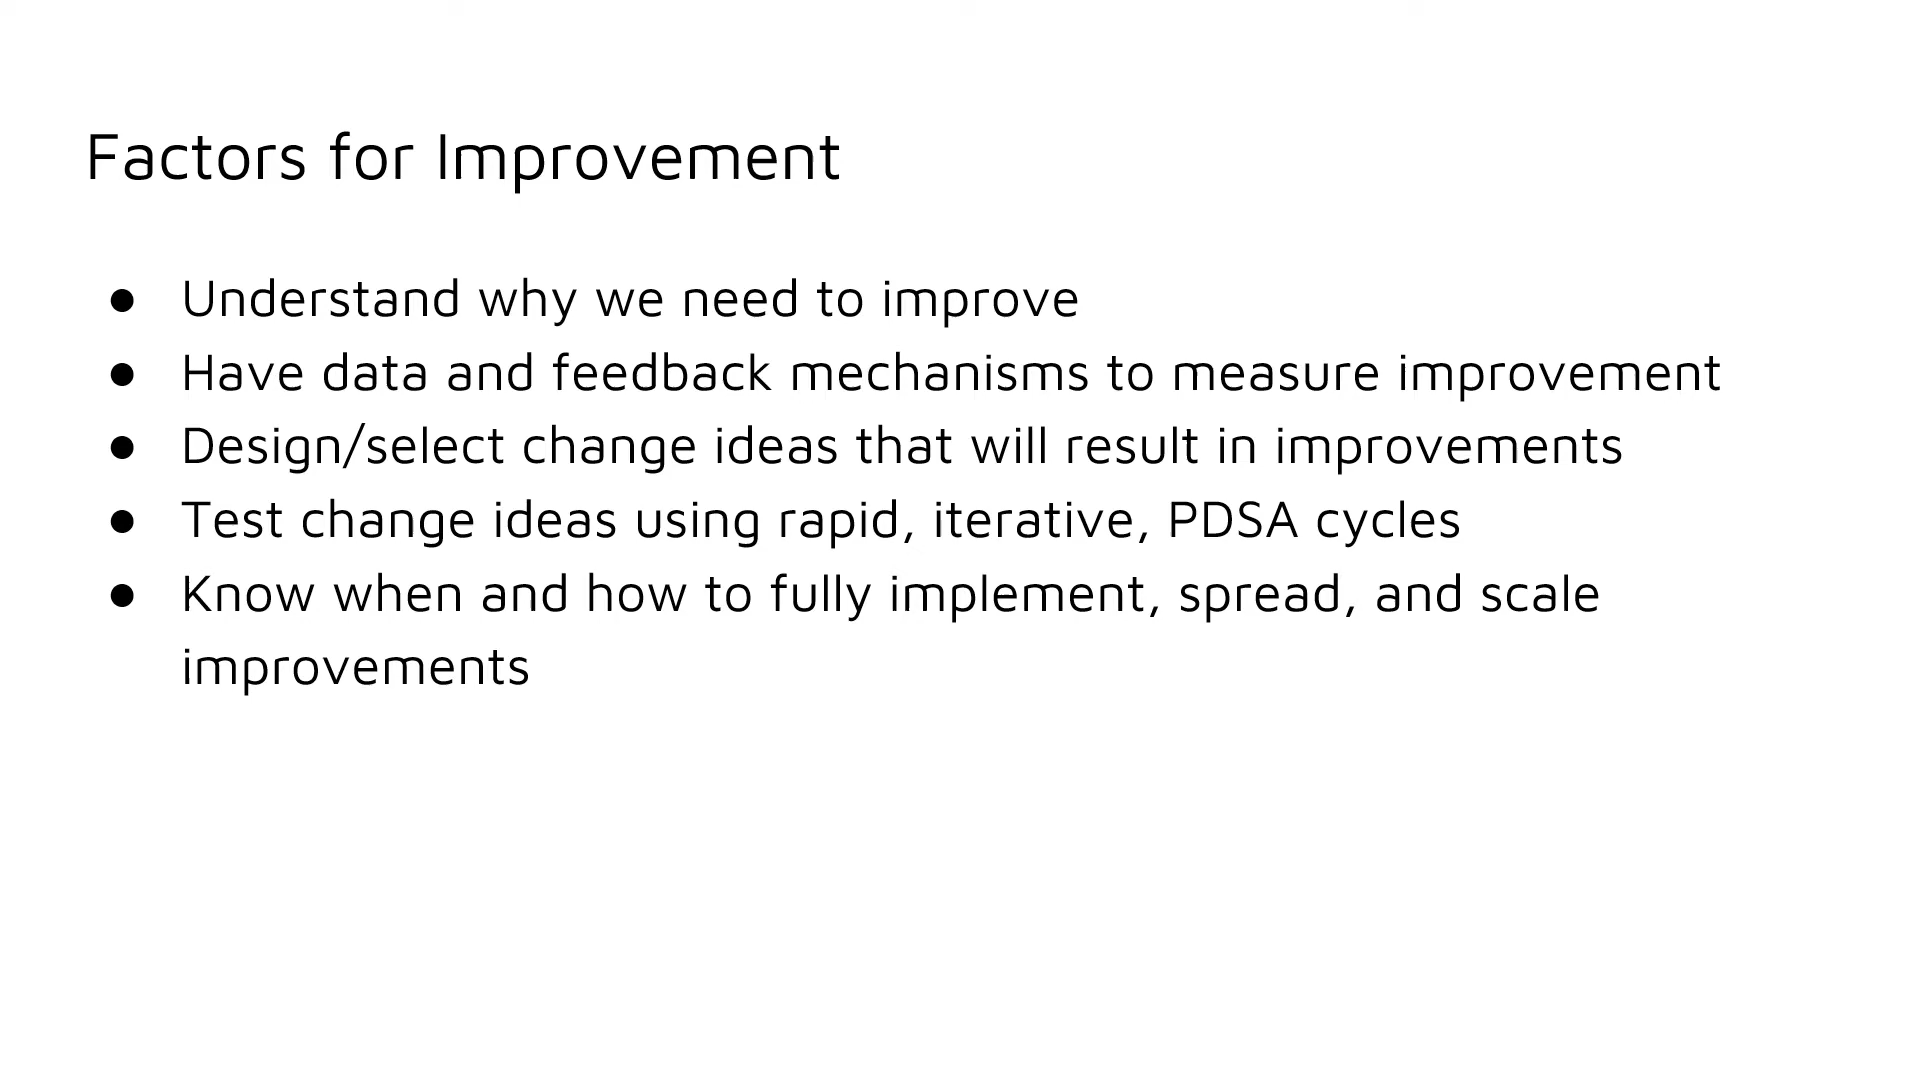 Factors for Improvement
● Understand why we need to improve
● Have data and feedback mechanisms to measure improvement
● Design/select change ideas that will result in improvements
● Test change ideas using rapid, iterative, PDSA cycles
● Know when and how to fully implement, spread, and scale
improvements